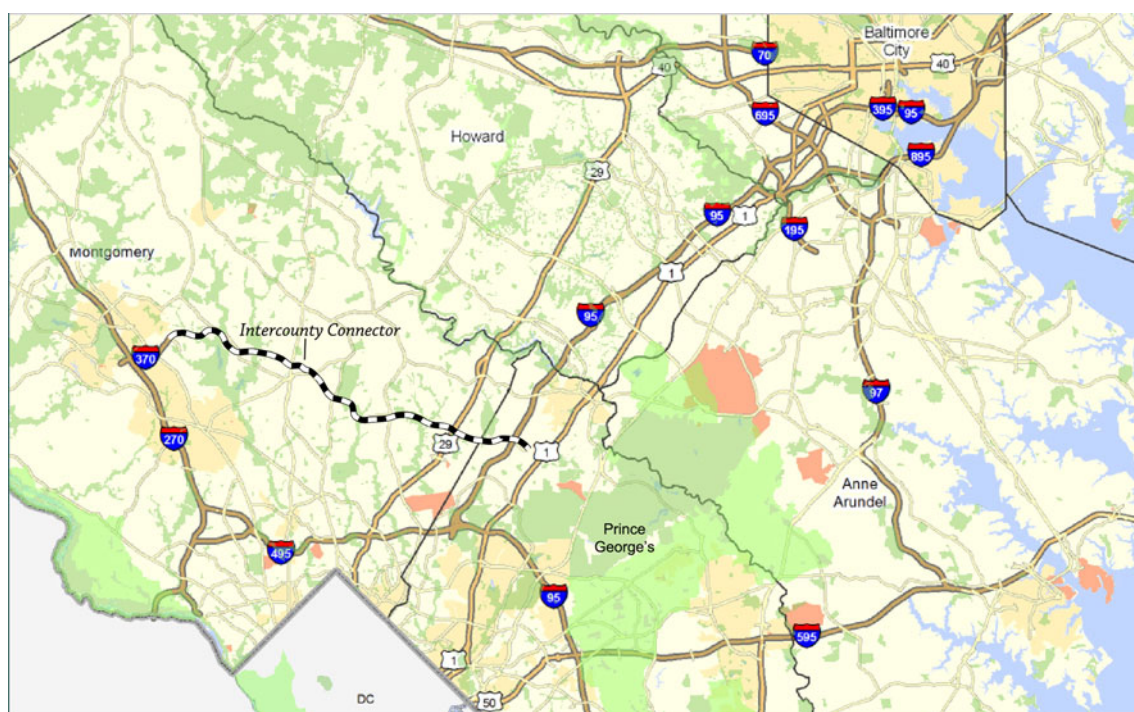 Baltimore
City
70
40
40
695
395
95
Howard
895
29
95
1
195
Montgomery
1
95
Intercounty Connector
370
97
270
29
1
Anne
Arundel
Prince
George's
495
95
595
1
50
DC